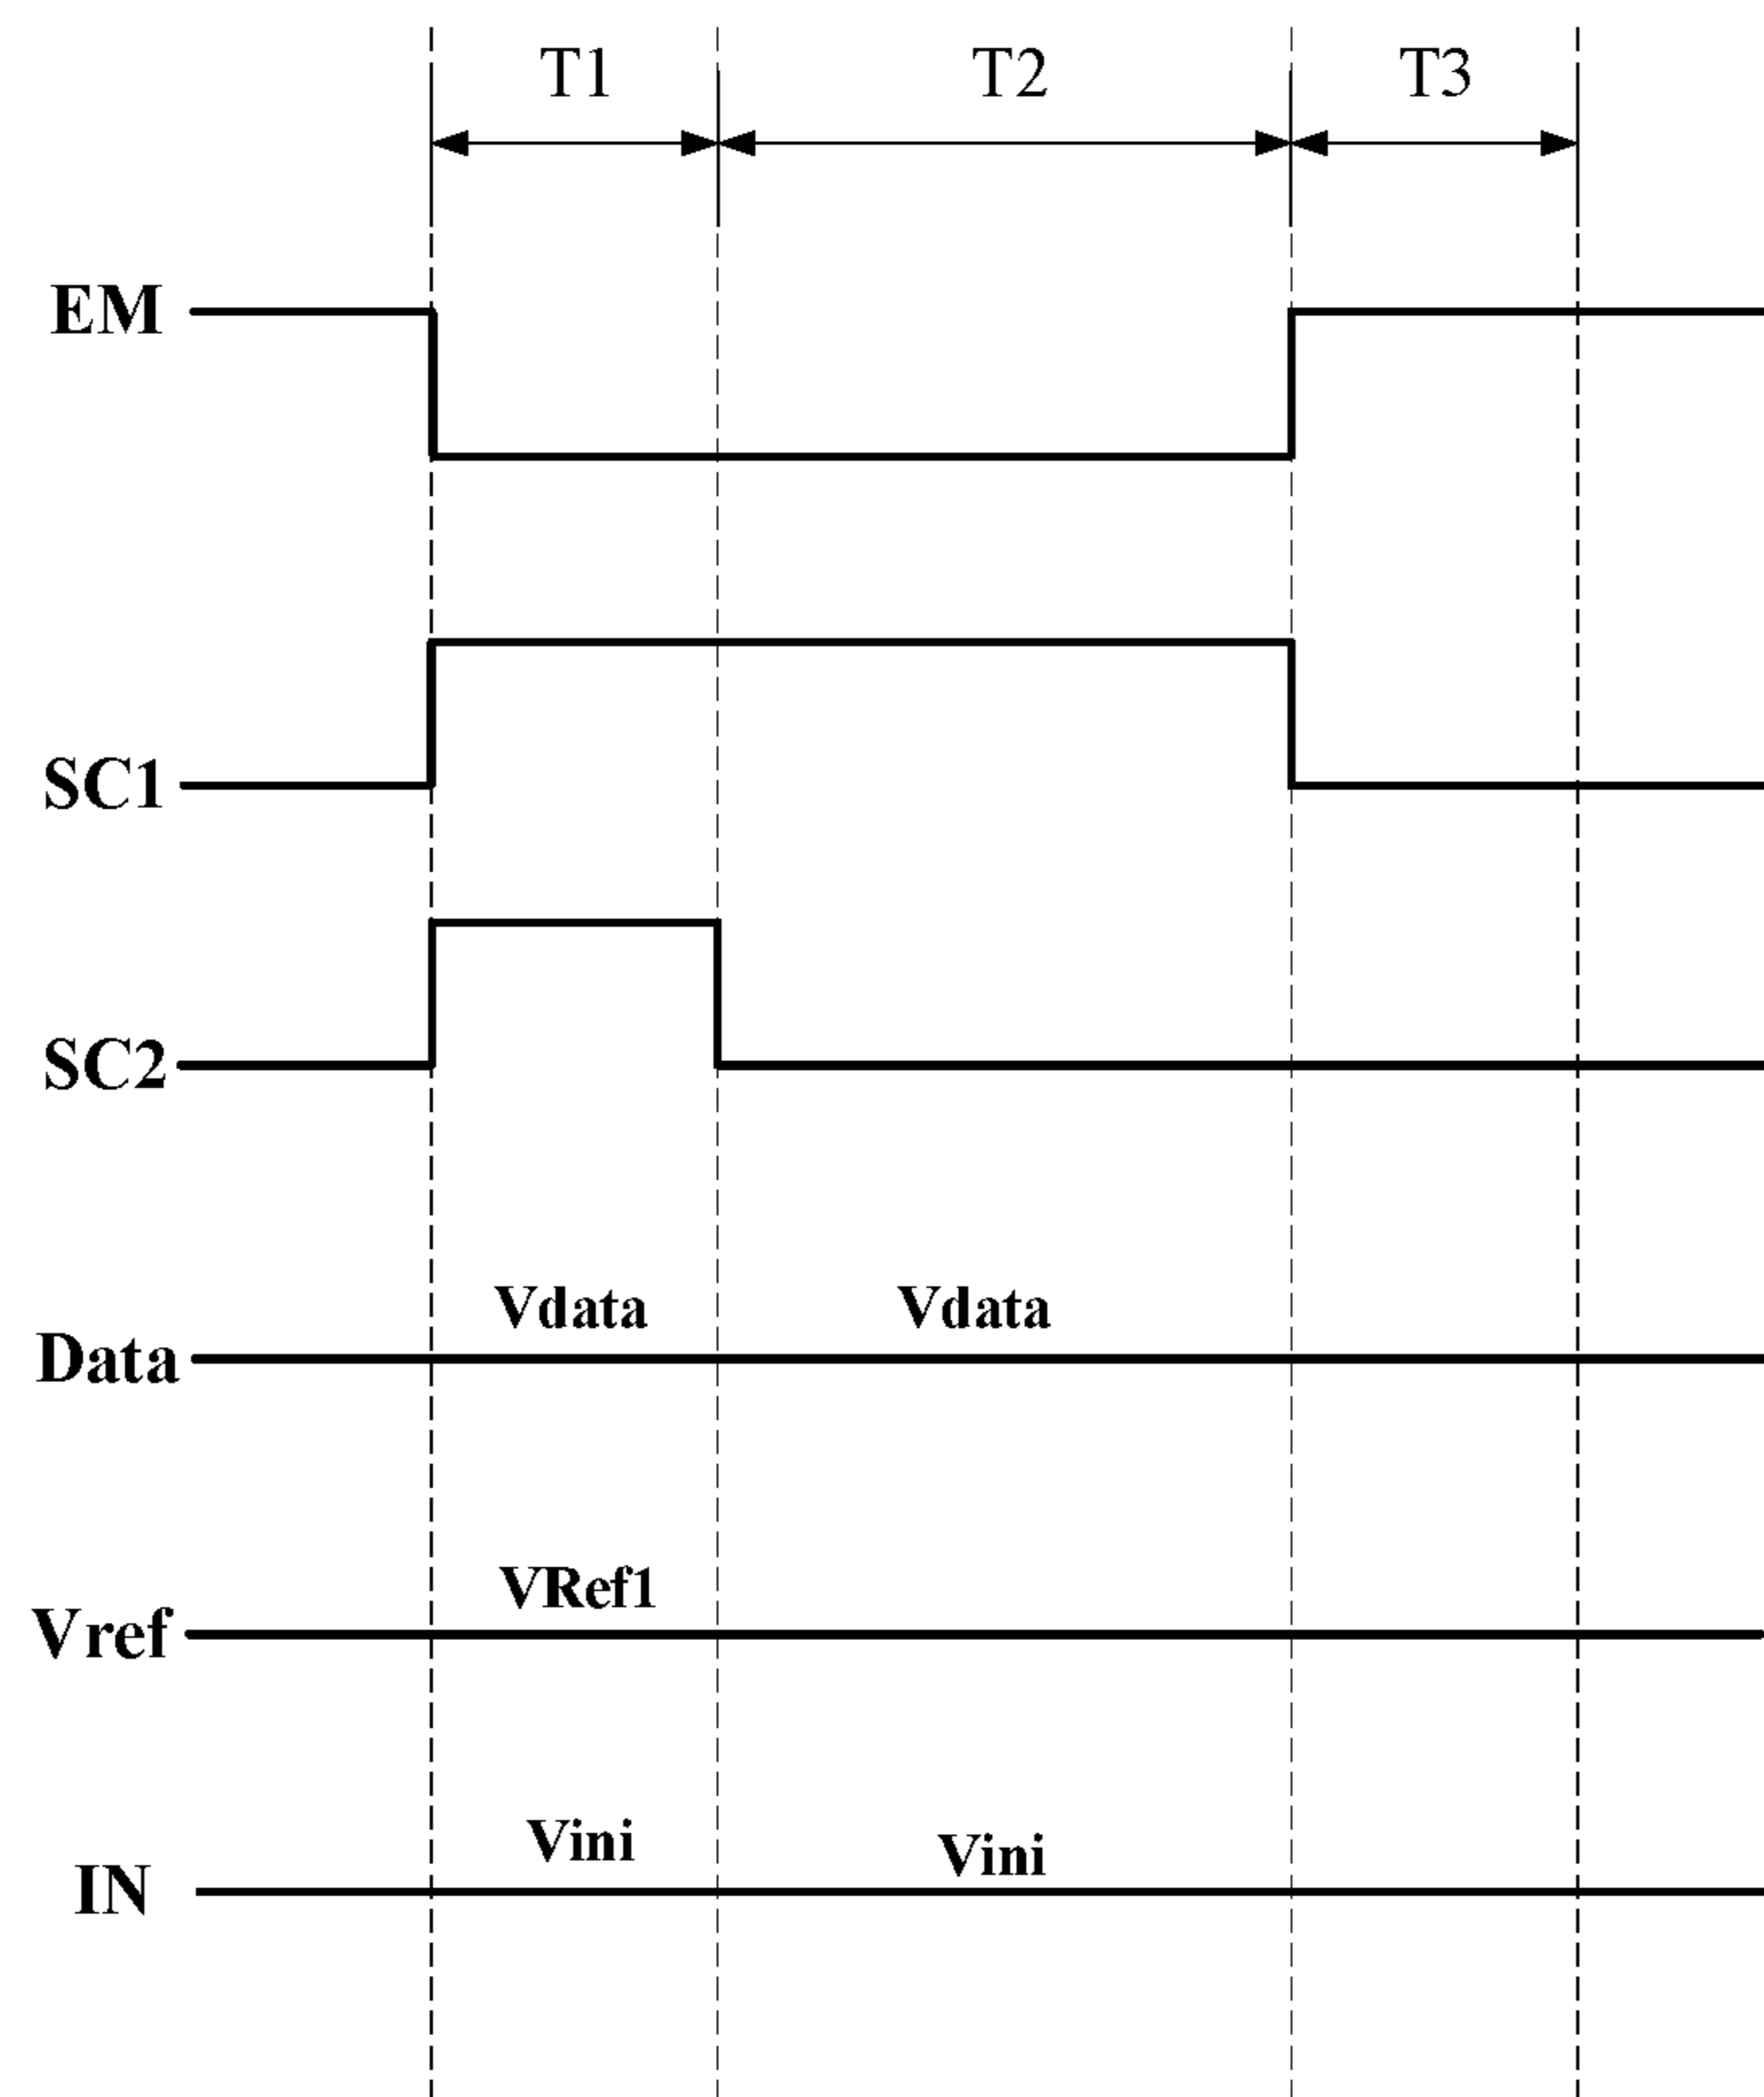 T1 T2 T3
EM
SC1
SC2
Vdata Vdata
Data
VRef1
Vref
Vini Vini
IN